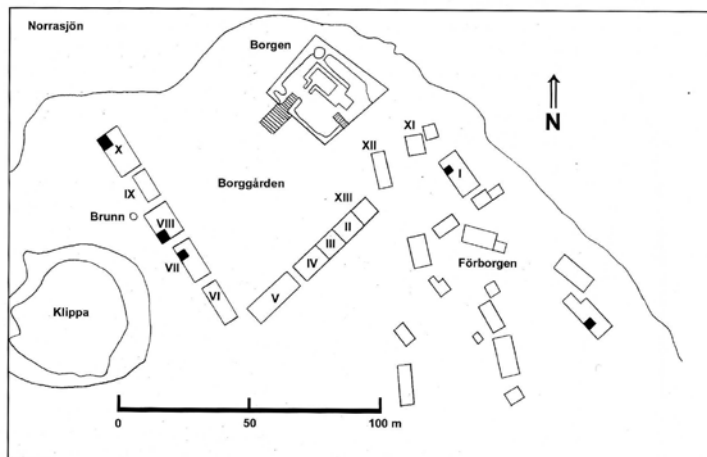 Norrasjön
Borgen
N
XI
XII
X
I
IX
Borggården
XIII
Brunn
VIII
II
III
VII
IV
Förborgen
VI
V
Klippa
0
50
100 m